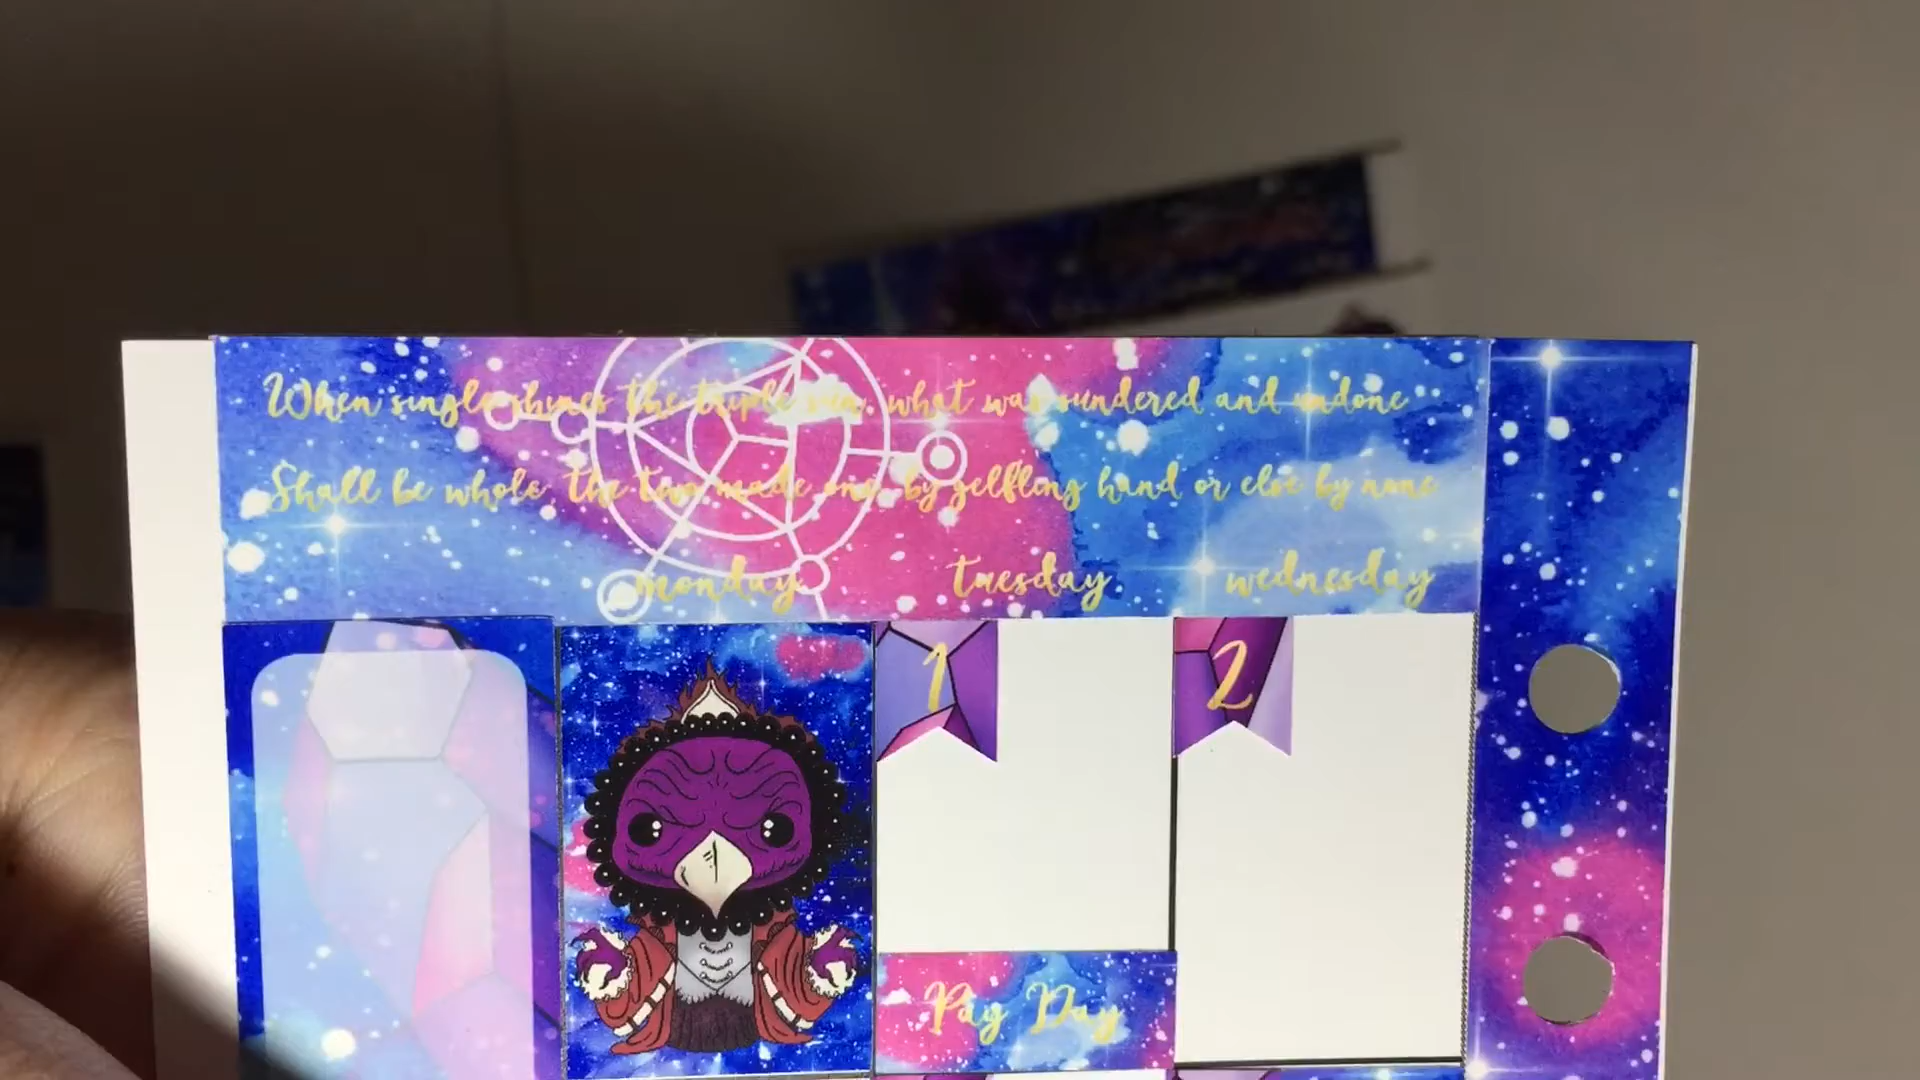 When single shines the triple sun, what was sundered and undone
Shall be whole, the two made one, by gelfling hand or else by none
monday tuesday wednesday
1 2
Pay Day